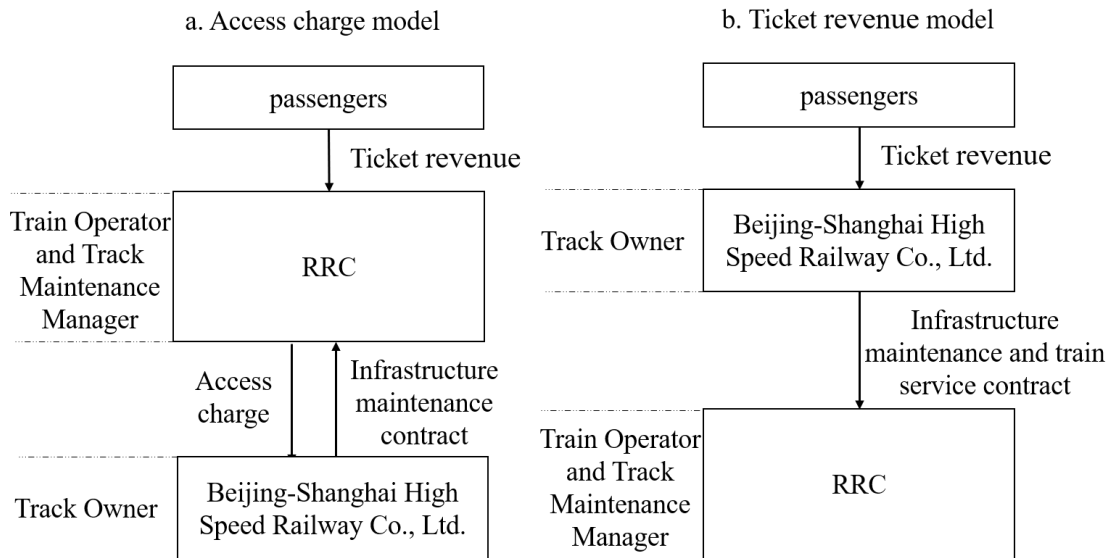 a. Access charge model
passengers
Ticket revenue
Train Operator
and Track
Maintenance
Manager
RRC
Access
charge
Infrastructure
maintenance
contract
Track Owner
Beijing-Shanghai High
Speed Railway Co., Ltd.
b. Ticket revenue model
passengers
Ticket revenue
Track Owner
Beijing-Shanghai High
Speed Railway Co., Ltd.
Infrastructure
maintenance and train
service contract
Train Operator
and Track
Maintenance
Manager
RRC